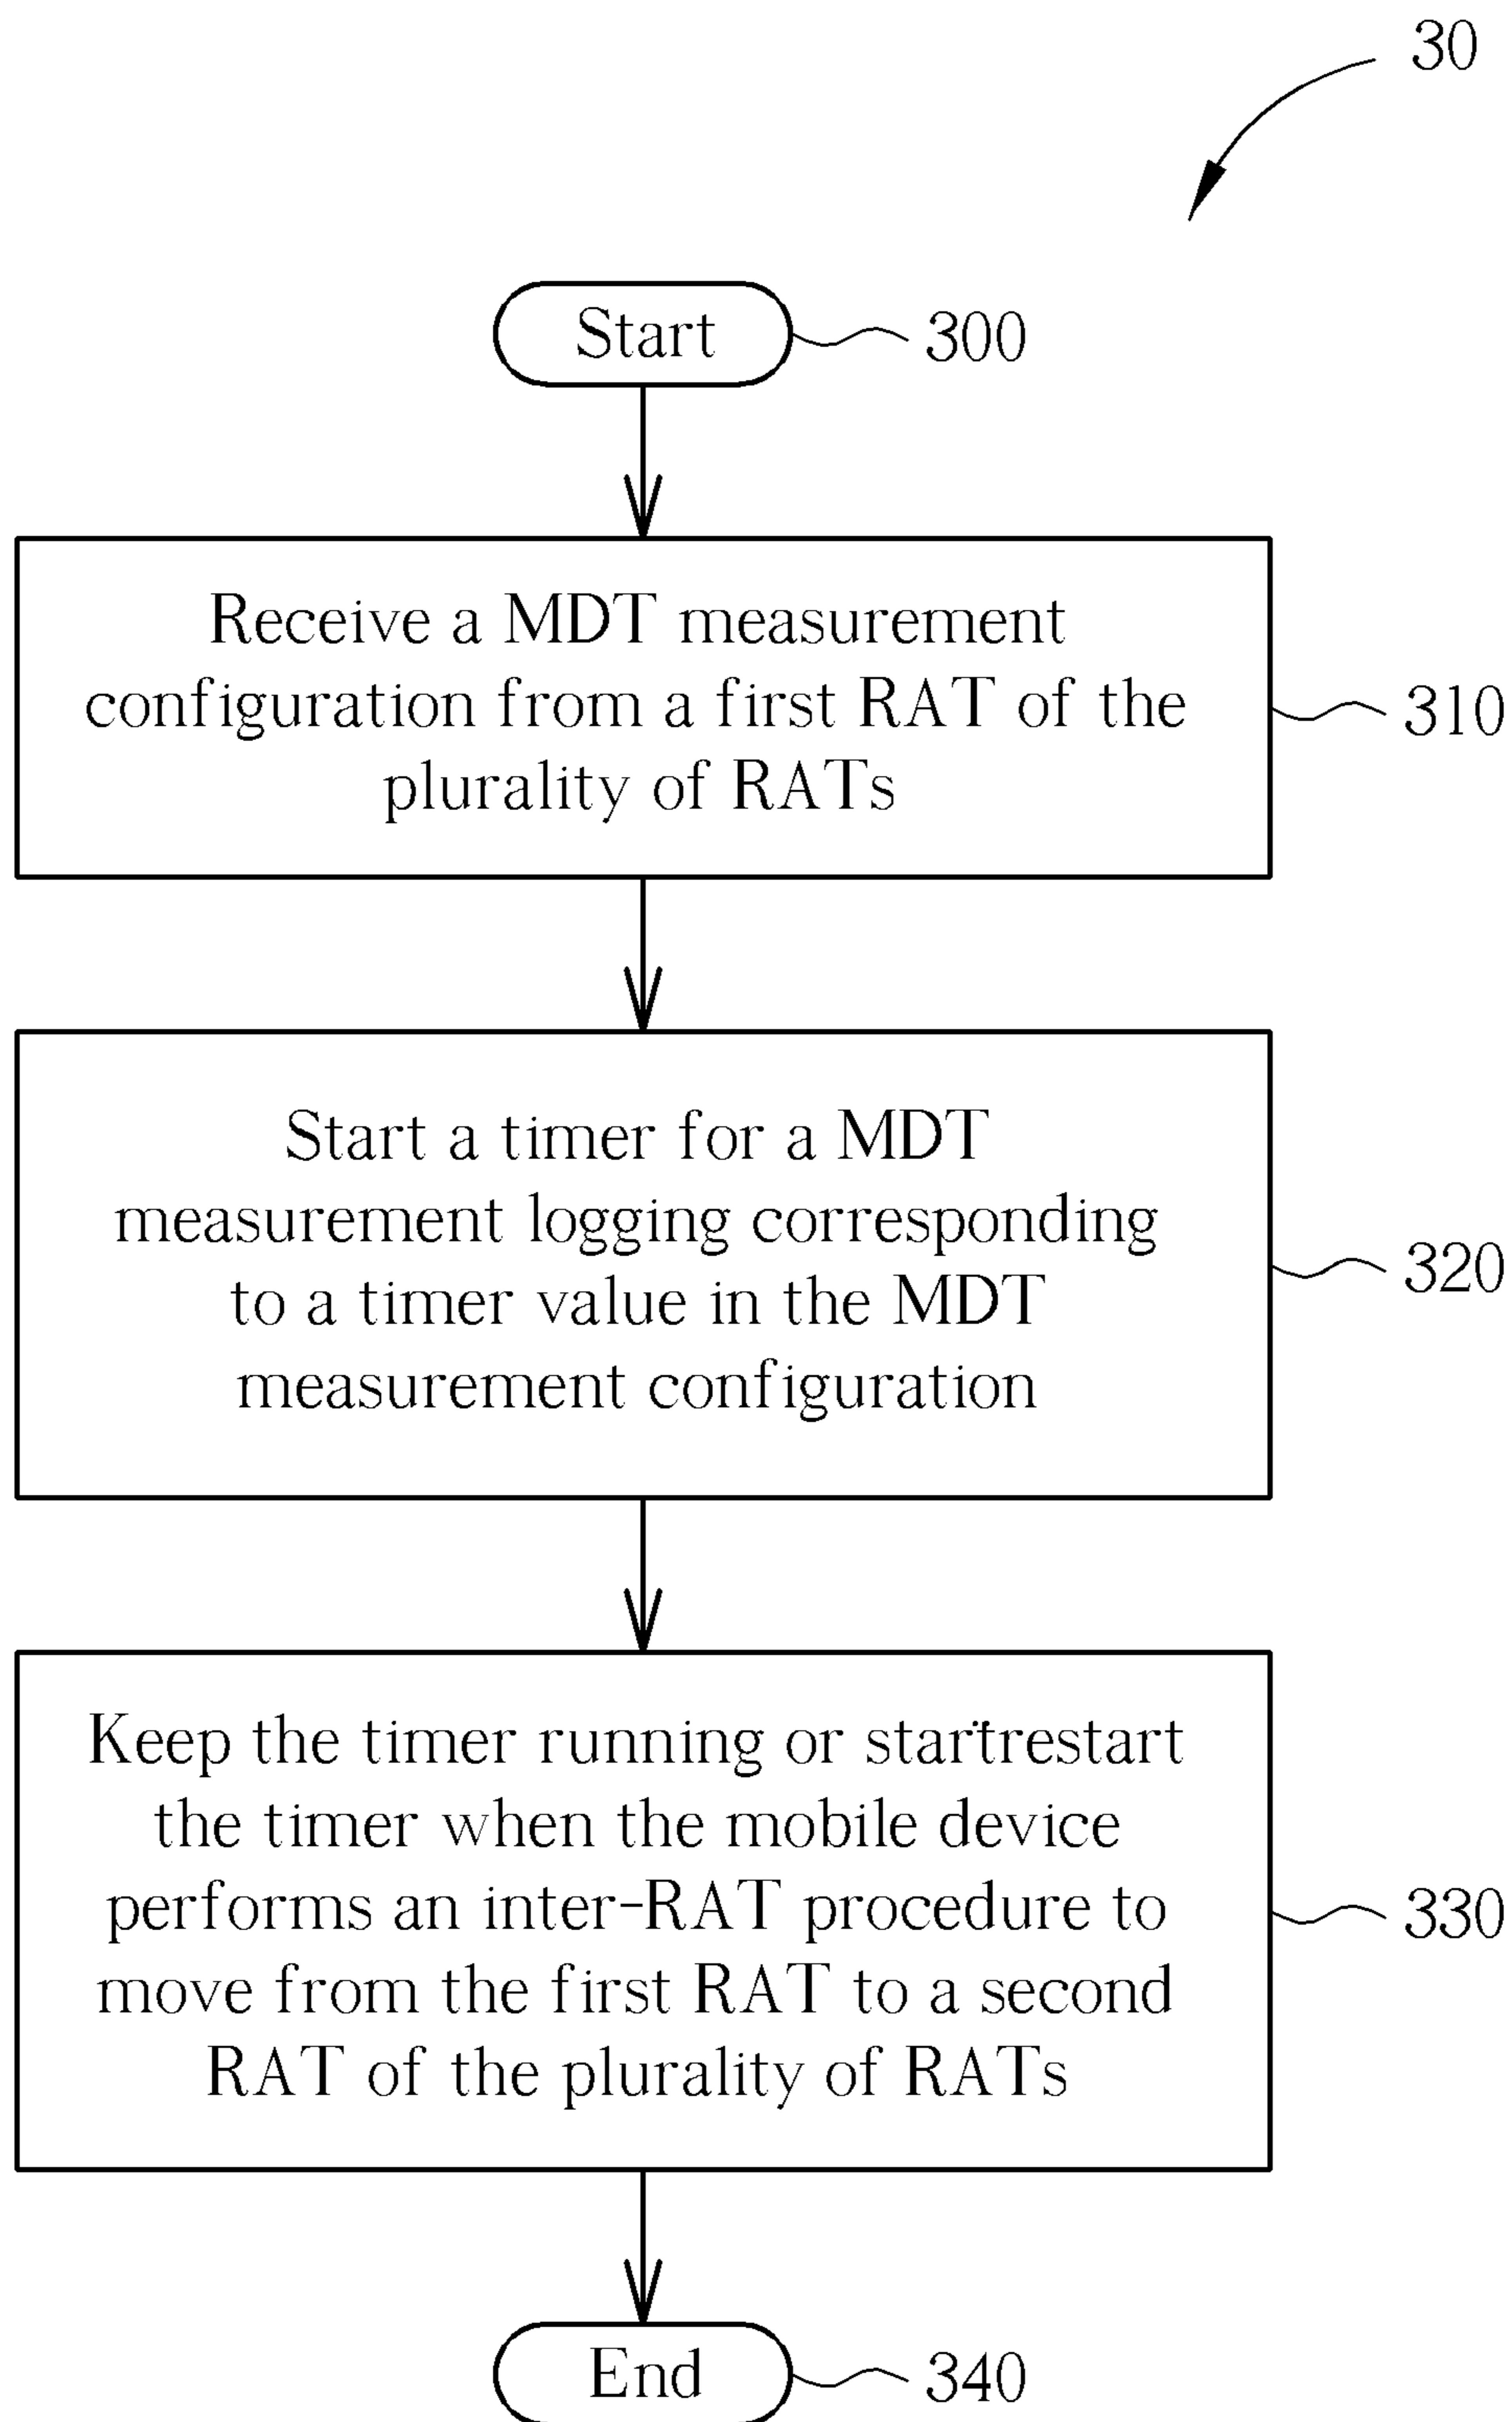 30
Start
300
Receive a MDT measurement
configuration from a first RAT of the
plurality of RATs
310
Start a timer for a MDT
measurement logging corresponding
to a timer value in the MDT
measurement configuration
320
Keep the timer running or start¨restart
the timer when the mobile device
performs an inter-RAT procedure to
move from the first RAT to a second
RAT of the plurality of RATs
330
End
340